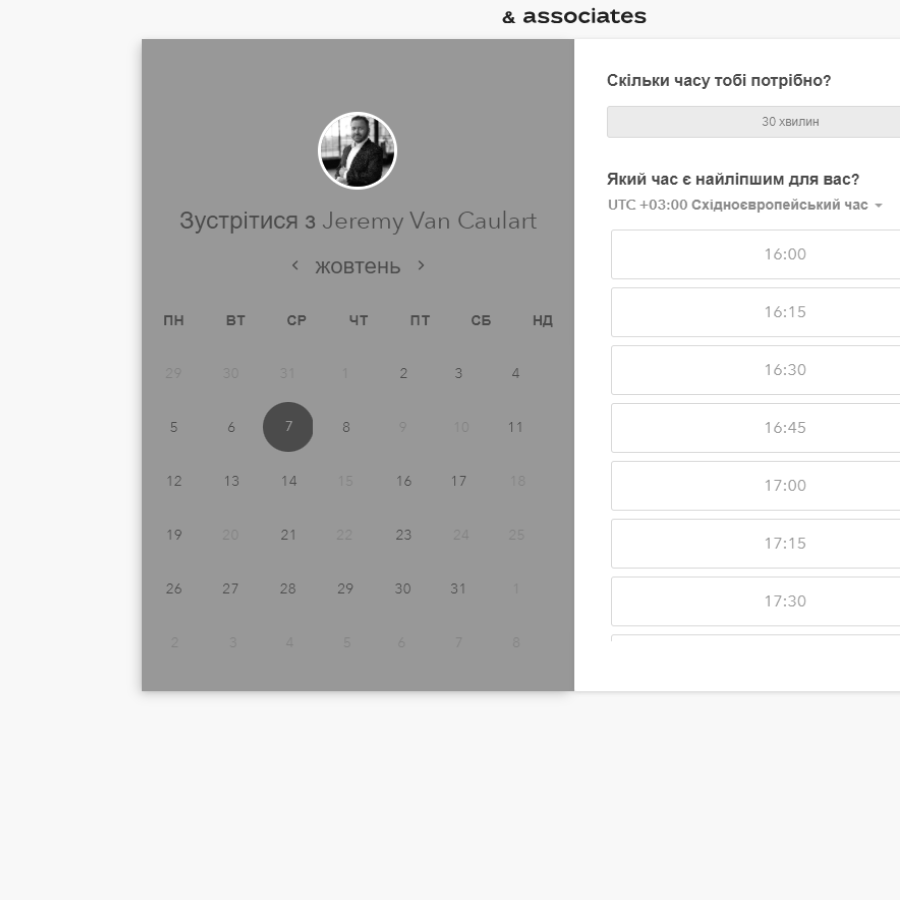 & associates
Зустрітися з Jeremy Van Caulart
жовтень
ПН ВТ СР ЧТ ПТ СБ НД
29 30 31 1 2 3 4
5 6 7 8 9 10 11
12 13 14 15 16 17 18
19 20 21 22 23 24 25
26 27 28 29 30 31 1
2 3 4 5 6 7 8
Скільки часу тобі потрібно?
30 хвилин
Який час є найліпшим для вас?
UTC +03:00 Східноєвропейський час
16:00
16:15
16:30
16:45
17:00
17:15
17:30